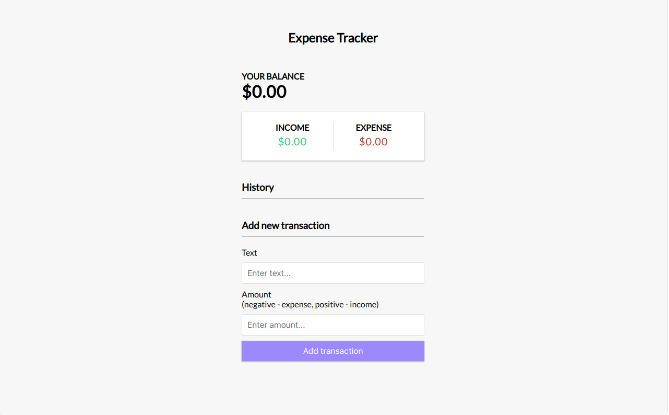 Expense Tracker
YOUR BALANCE
$0.00
INCOME
EXPENSE
$0.00
$0.00
History
Add new transaction
Text
Enter text...
Amount
(negative - expense, positive - income)
Enter amount...
Add transaction